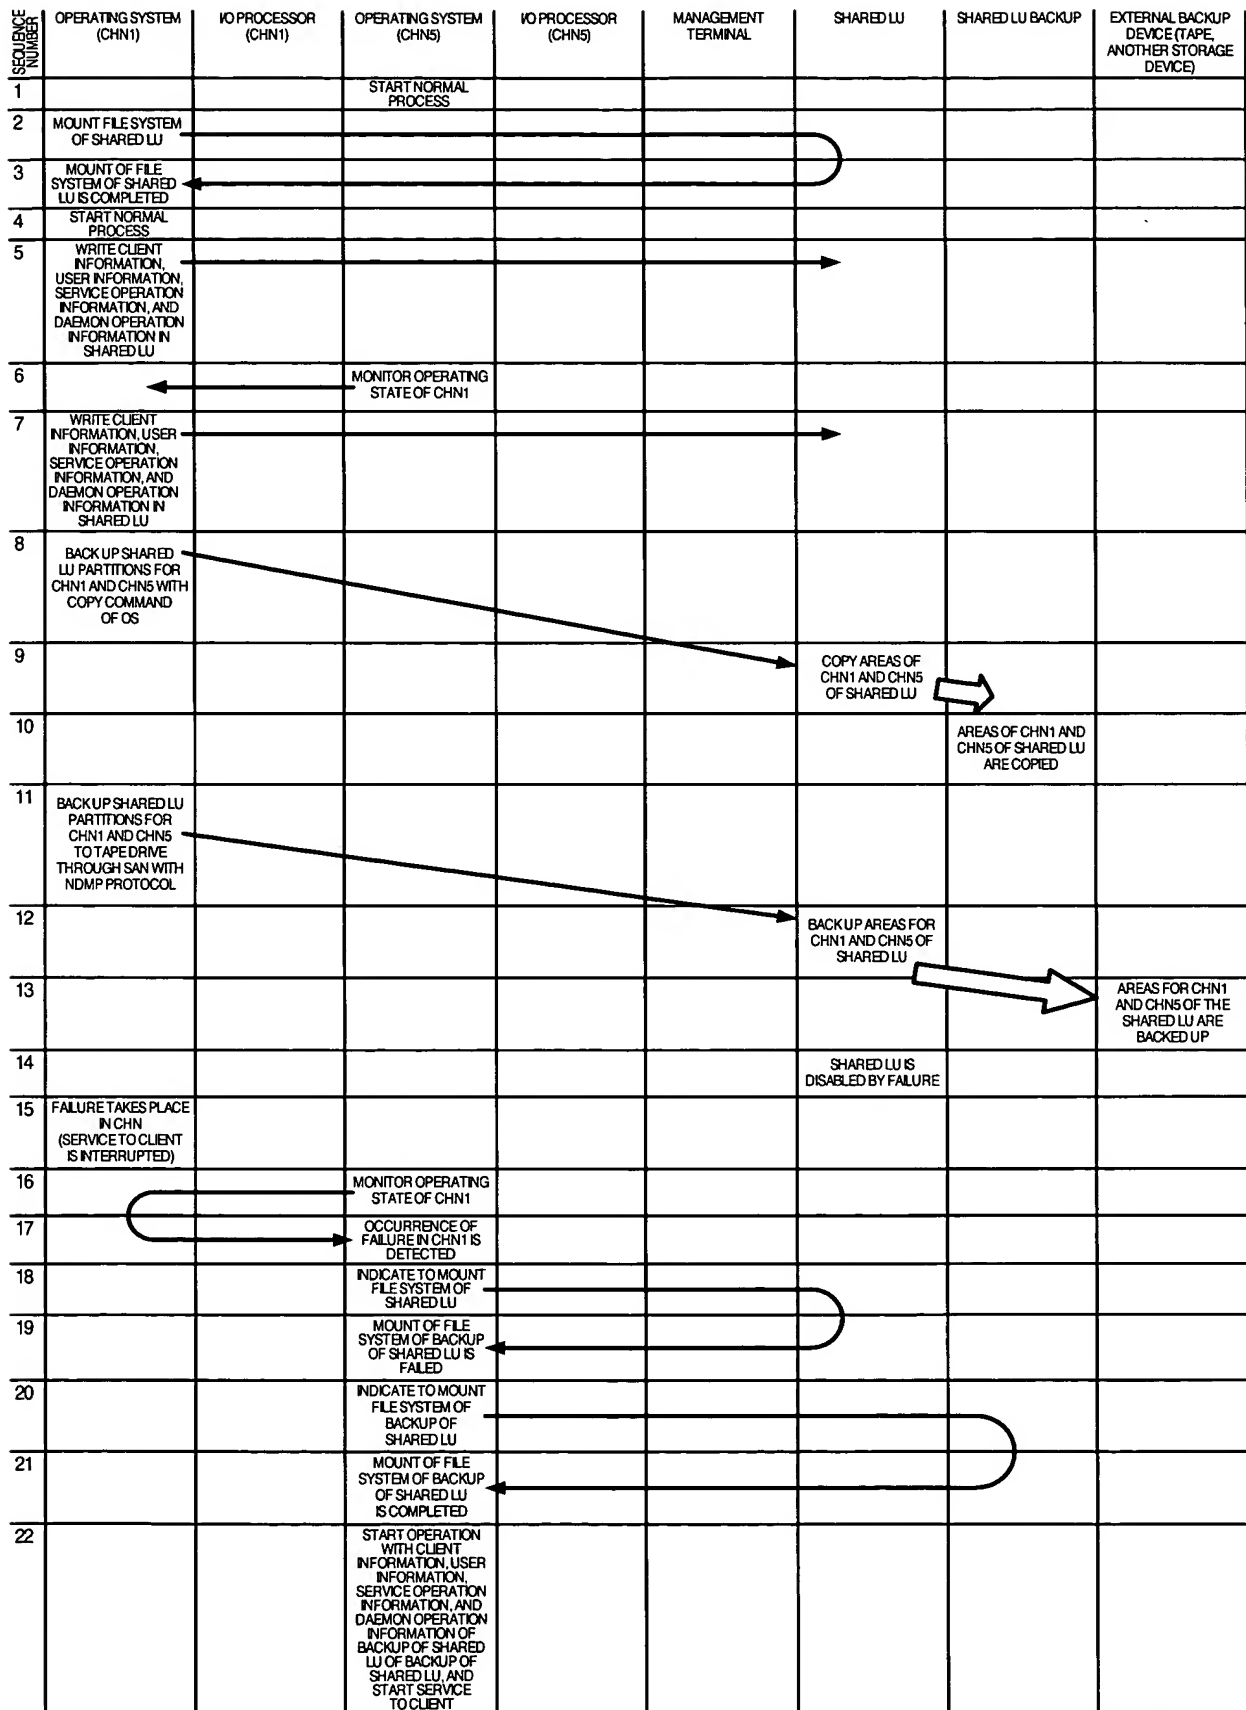 SEQUENCE
NUMBER
OPERATING SYSTEM
(CHN1)
I/O PROCESSOR
(CHN1)
OPERATING SYSTEM
(CHN5)
I/O PROCESSOR
(CHN5)
MANAGEMENT
TERMINAL
SHARED LU
SHARED LU BACKUP
EXTERNAL BACKUP
DEVICE (TAPE,
ANOTHER STORAGE
DEVICE)
1
START NORMAL
PROCESS
2
MOUNT FILE SYSTEM
OF SHARED LU
3
MOUNT OF FILE
SYSTEM OF SHARED
LU IS COMPLETED
4
START NORMAL
PROCESS
5
WRITE CLIENT
INFORMATION,
USER INFORMATION,
SERVICE OPERATION
INFORMATION, AND
DAEMON OPERATION
INFORMATION IN
SHARED LU
6
MONITOR OPERATING
STATE OF CHN1
7
WRITE CLIENT
INFORMATION, USER
INFORMATION,
SERVICE OPERATION
INFORMATION, AND
DAEMON OPERATION
INFORMATION IN
SHARED LU
8
BACK UP SHARED
LU PARTITIONS FOR
CHN1 AND CHN5 WITH
COPY COMMAND
OF OS
9
COPY AREAS OF
CHN1 AND CHN5
OF SHARED LU
10
AREAS OF CHN1 AND
CHN5 OF SHARED LU
ARE COPIED
11
BACK UP SHARED LU
PARTITIONS FOR
CHN1 AND CHN5
TO TAPE DRIVE
THROUGH SAN WITH
NDMP PROTOCOL
12
BACK UP AREAS FOR
CHN1 AND CHN5 OF
SHARED LU
13
AREAS FOR CHN1
AND CHN5 OF THE
SHARED LU ARE
BACKED UP
14
SHARED LU IS
DISABLED BY FAILURE
15
FAILURE TAKES PLACE
IN CHN
(SERVICE TO CLIENT
IS INTERRUPTED)
16
MONITOR OPERATING
STATE OF CHN1
17
OCCURRENCE OF
FAILURE IN CHN1 IS
DETECTED
18
INDICATE TO MOUNT
FILE SYSTEM OF
SHARED LU
19
MOUNT OF FILE
SYSTEM OF BACKUP
OF SHARED LU IS
FAILED
20
INDICATE TO MOUNT
FILE SYSTEM OF
BACKUP OF
SHARED LU
21
MOUNT OF FILE
SYSTEM OF BACKUP
OF SHARED LU
IS COMPLETED
22
START OPERATION
WITH CLIENT
INFORMATION, USER
INFORMATION,
SERVICE OPERATION
INFORMATION, AND
DAEMON OPERATION
INFORMATION OF
BACKUP OF SHARED
LU OF BACKUP OF
SHARED LU, AND
START SERVICE
TO CLIENT